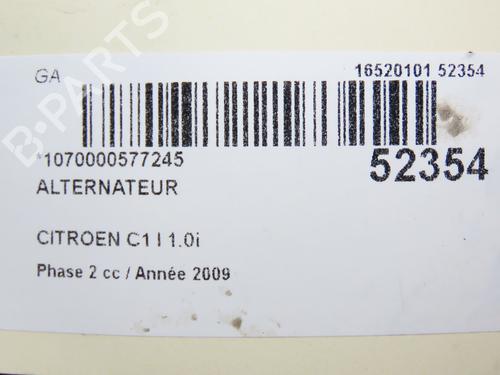 B-PARTS
GA
16520101 52354
*1070000577245
52354
ALTERNATEUR
CITROEN C1 I 1.0i
Phase 2 cc / Année 2009